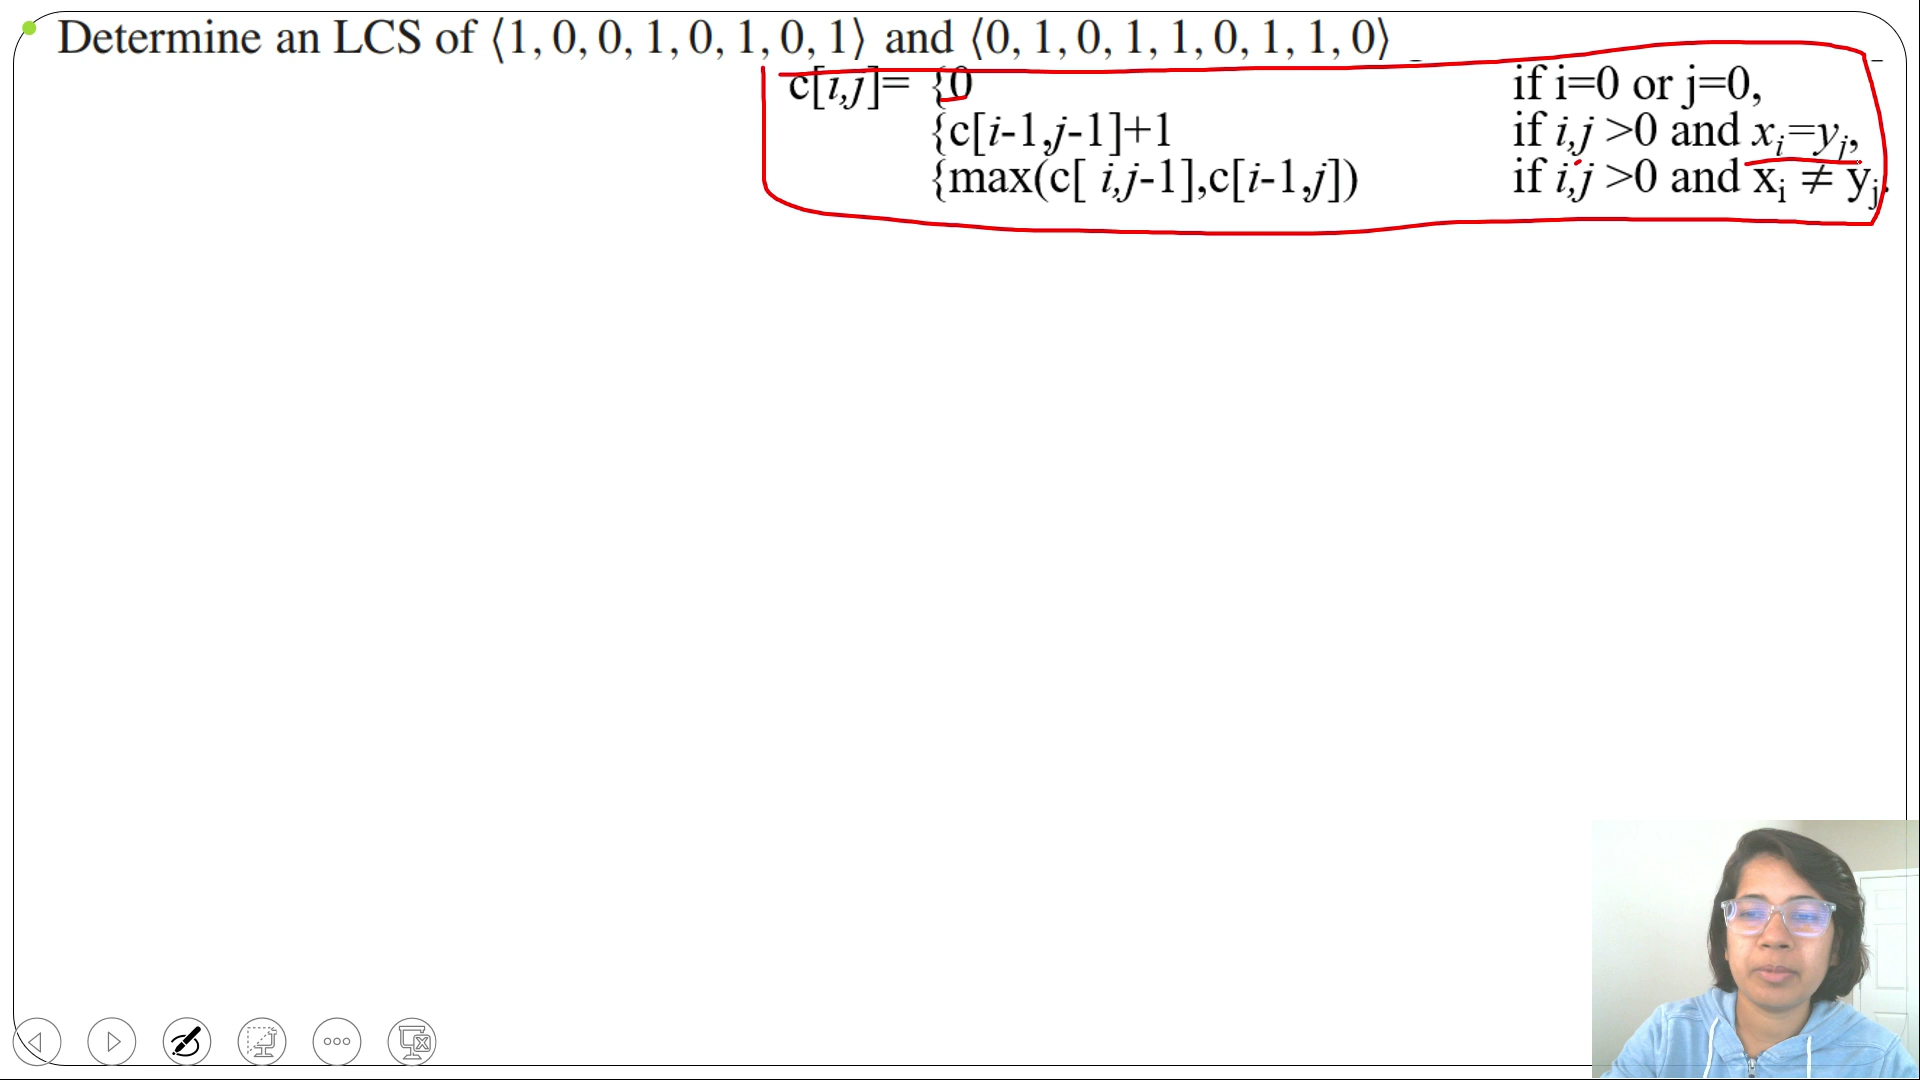 Determine an LCS of ⟨1, 0, 0, 1, 0, 1, 0, 1⟩ and ⟨0, 1, 0, 1, 1, 0, 1, 1, 0⟩
c[i,j]= {0 if i=0 or j=0,
{c[i-1,j-1]+1 if i,j >0 and xᵢ=yⱼ,
{max(c[ i,j-1],c[i-1,j]) if i,j >0 and xᵢ ≠ yⱼ.